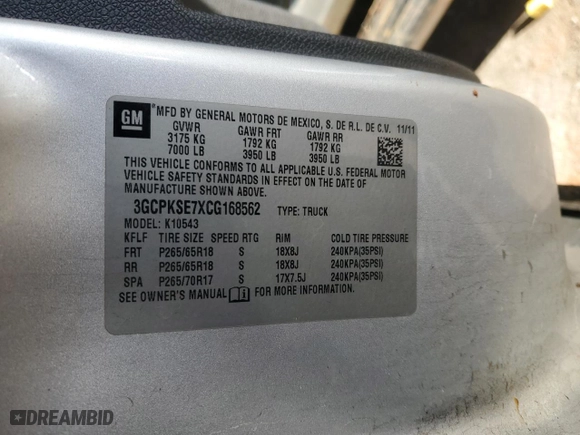 GM
® MFD BY GENERAL MOTORS DE MEXICO, S. DE R.L. DE C.V. 11/11
GVWR GAWR FRT GAWR RR
3175 KG 1792 KG 1792 KG
7000 LB 3950 LB 3950 LB
THIS VEHICLE CONFORMS TO ALL APPLICABLE U.S. FEDERAL MOTOR
VEHICLE SAFETY STANDARDS IN EFFECT ON THE DATE OF
MANUFACTURE SHOWN ABOVE.
3GCPKSE7XCG168562 TYPE: TRUCK
MODEL: K10543
KFLF TIRE SIZE SPEED RTG RIM COLD TIRE PRESSURE
FRT P265/65R18 S 18X8J 240KPA(35PSI)
RR P265/65R18 S 18X8J 240KPA(35PSI)
SPA P265/70R17 S 17X7.5J 240KPA(35PSI)
SEE OWNER'S MANUAL FOR MORE INFORMATION.
DREAMBID